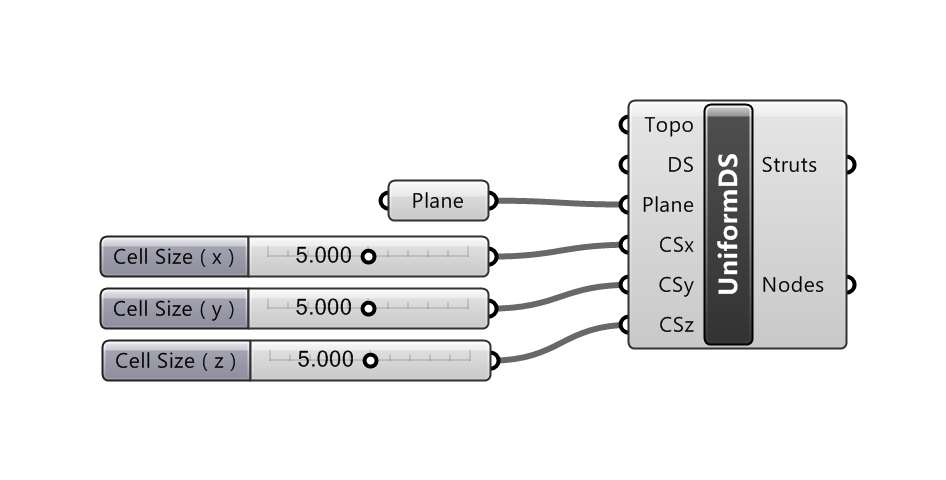 Topo
DS
Plane
CSx
CSy
CSz
UniformDS
Struts
Nodes
Plane
Cell Size ( x )
5.000
Cell Size ( y )
5.000
Cell Size ( z )
5.000